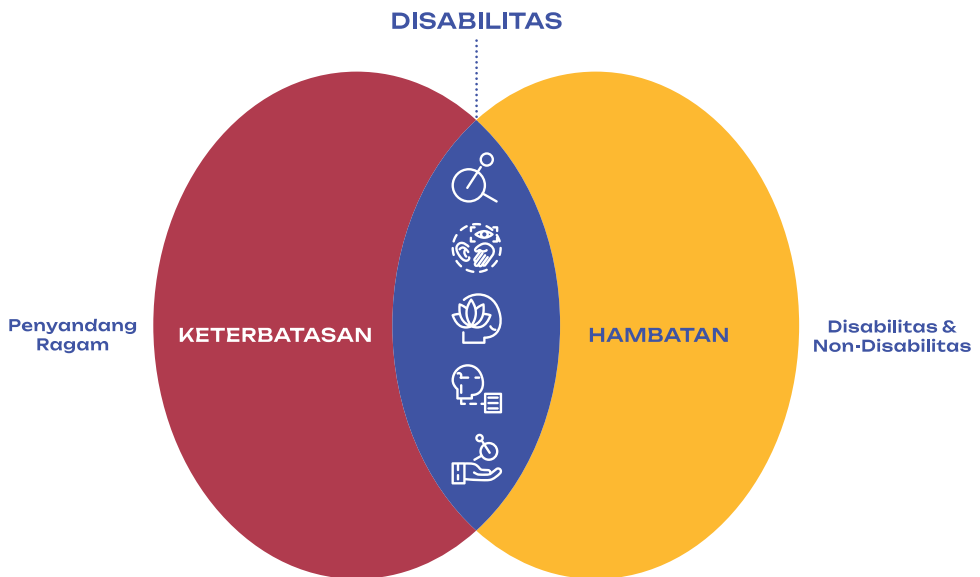 DISABILITAS
Penyandang
Ragam
KETERBATASAN
HAMBATAN
Disabilitas &
Non-Disabilitas